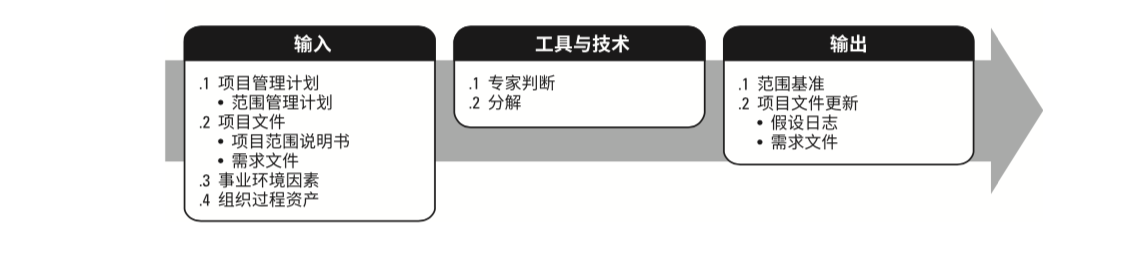 输入
.1 项目管理计划
• 范围管理计划
.2 项目文件
• 项目范围说明书
• 需求文件
.3 事业环境因素
.4 组织过程资产
工具与技术
.1 专家判断
.2 分解
输出
.1 范围基准
.2 项目文件更新
• 假设日志
• 需求文件